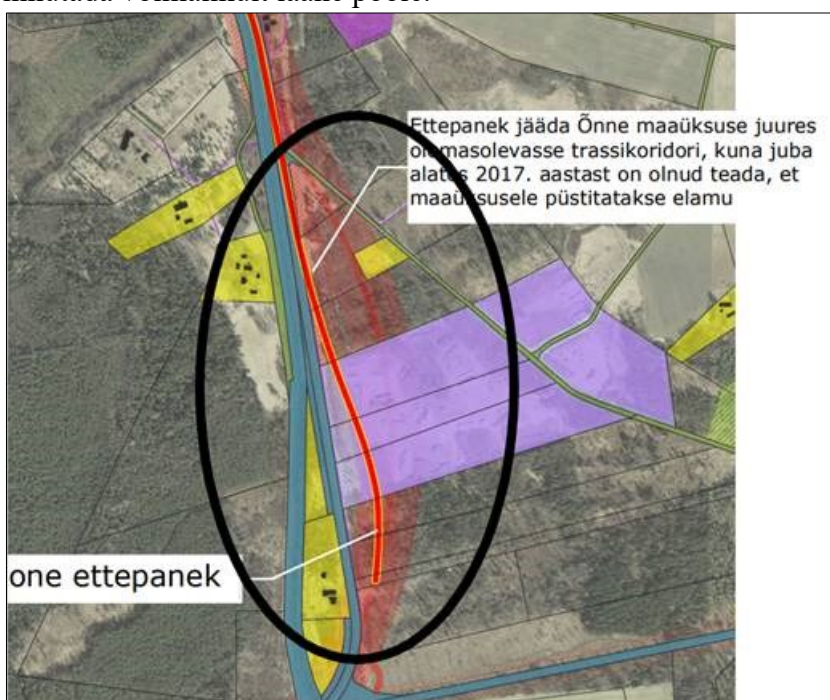 Ettepanek jääda Õnne maaüksuse juures
olemasolevasse trassikoridori, kuna juba
alates 2017. aastast on olnud teada, et
maaüksusele püstitatakse elamu
one ettepanek